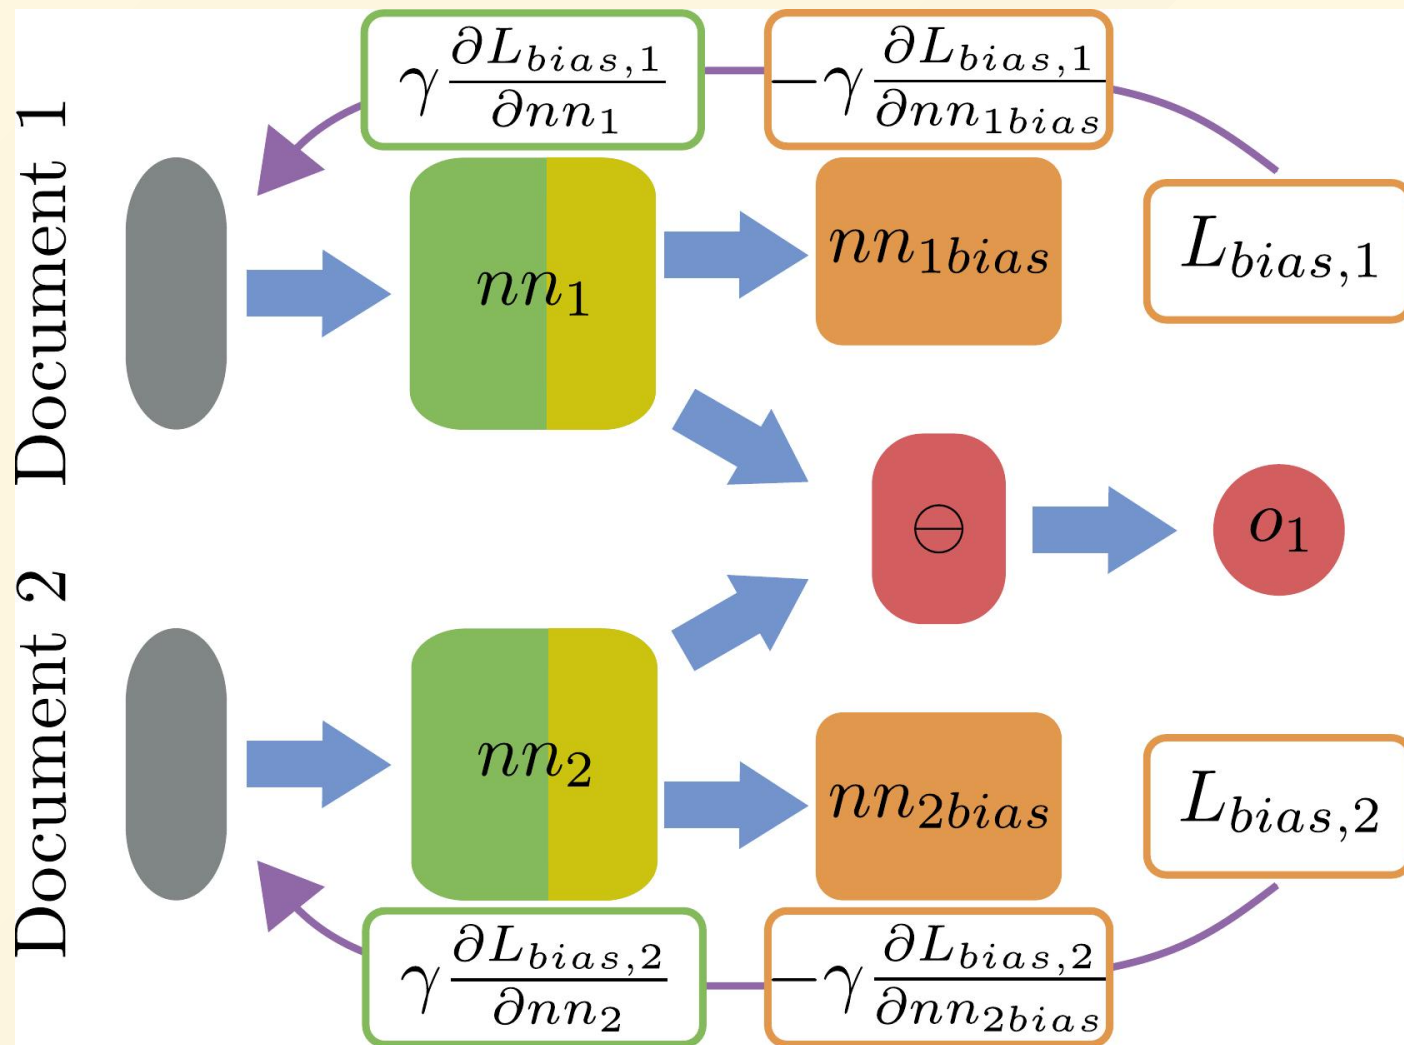 Document 1
γ ∂L_{bias,1} / ∂nn_1
−γ ∂L_{bias,1} / ∂nn_{1bias}
nn_1
nn_{1bias}
L_{bias,1}
⊖
o_1
Document 2
nn_2
nn_{2bias}
L_{bias,2}
γ ∂L_{bias,2} / ∂nn_2
−γ ∂L_{bias,2} / ∂nn_{2bias}